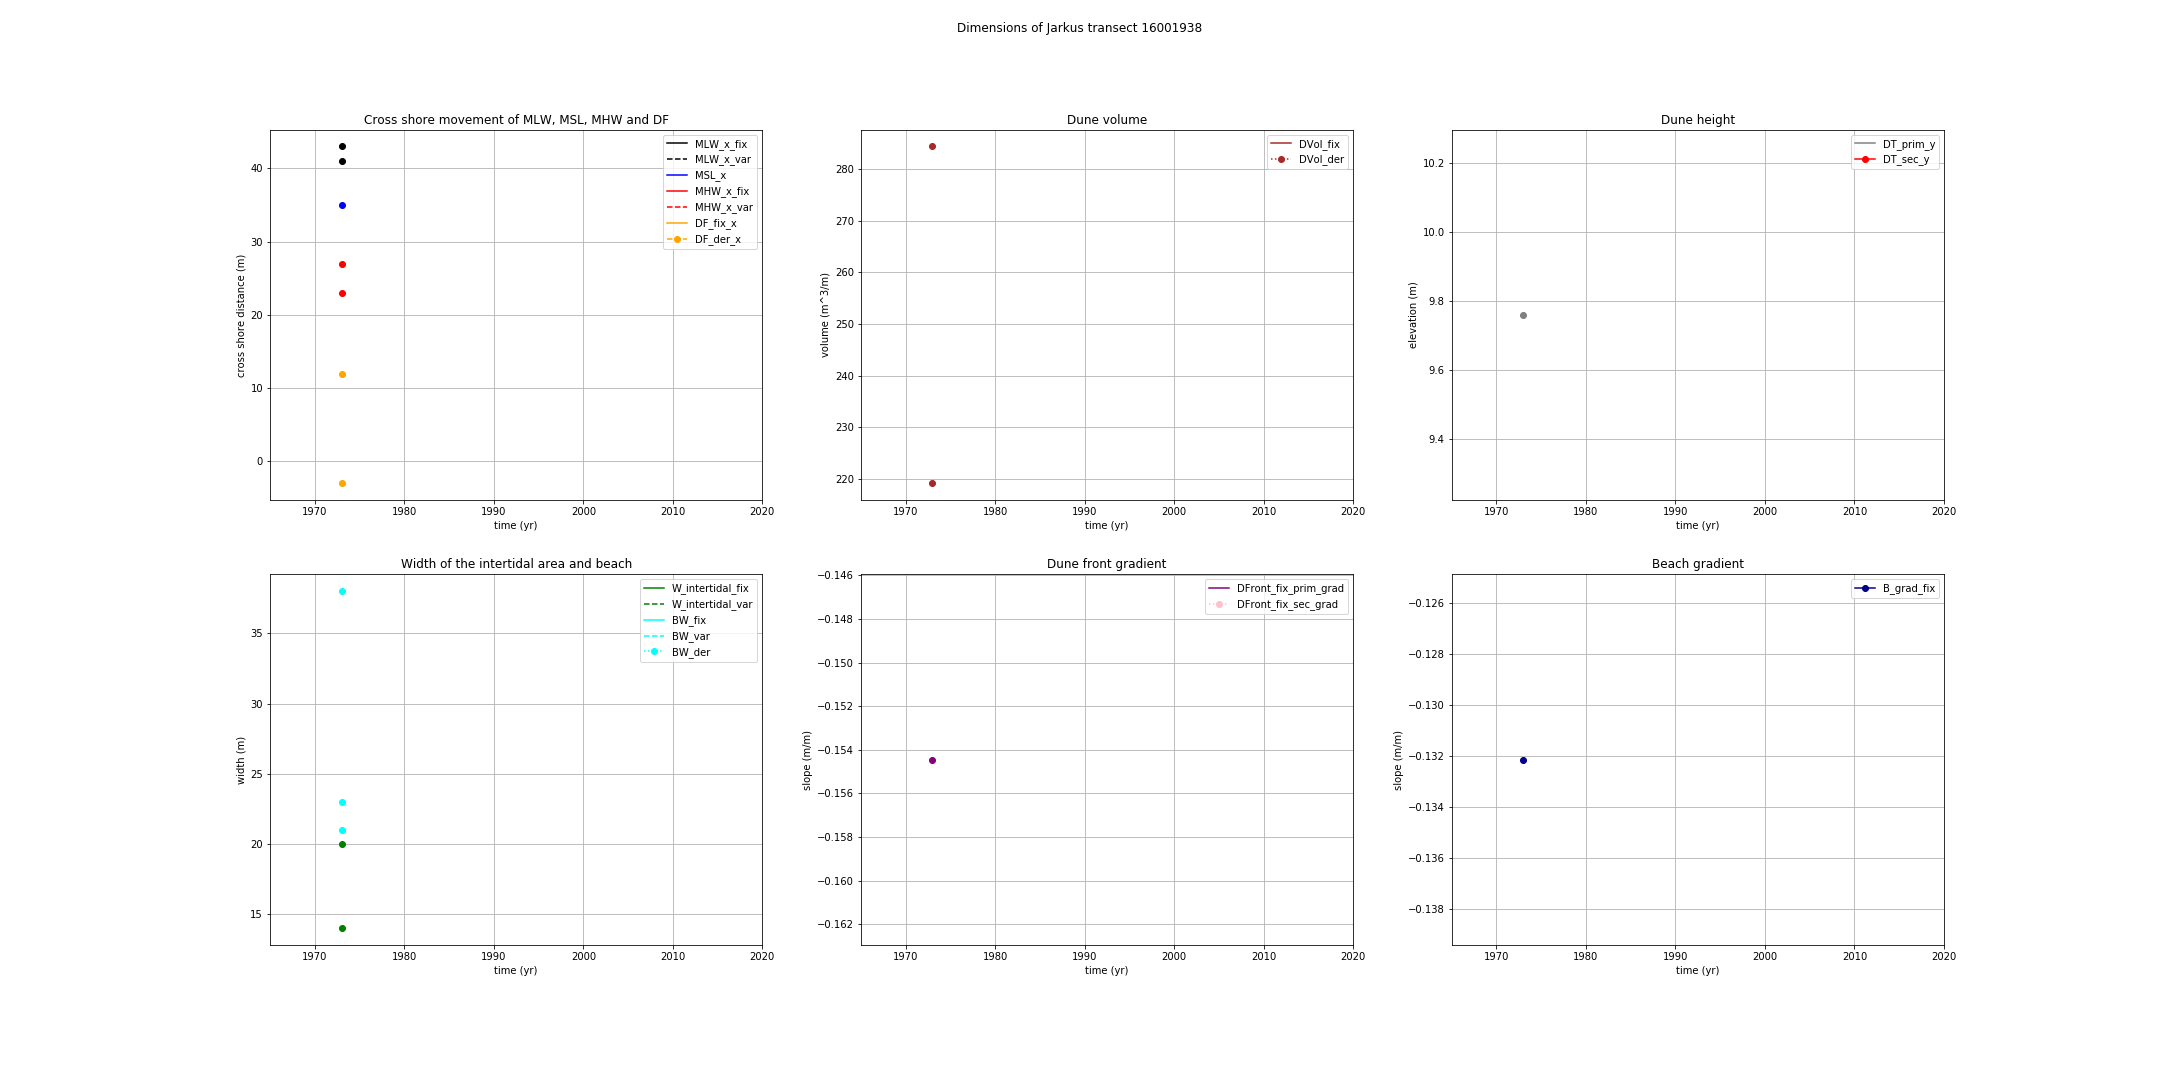 Dimensions of Jarkus transect 16001938
Cross shore movement of MLW, MSL, MHW and DF
cross shore distance (m)
40
30
20
10
0
MLW_x_fix
MLW_x_var
MSL_x
MHW_x_fix
MHW_x_var
DF_fix_x
DF_der_x
1970 1980 1990 2000 2010 2020
time (yr)
Dune volume
volume (m^3/m)
280
270
260
250
240
230
220
DVol_fix
DVol_der
1970 1980 1990 2000 2010 2020
time (yr)
Dune height
elevation (m)
10.2
10.0
9.8
9.6
9.4
DT_prim_y
DT_sec_y
1970 1980 1990 2000 2010 2020
time (yr)
Width of the intertidal area and beach
width (m)
35
30
25
20
15
W_intertidal_fix
W_intertidal_var
BW_fix
BW_var
BW_der
1970 1980 1990 2000 2010 2020
time (yr)
Dune front gradient
slope (m/m)
−0.146
−0.148
−0.150
−0.152
−0.154
−0.156
−0.158
−0.160
−0.162
DFront_fix_prim_grad
DFront_fix_sec_grad
1970 1980 1990 2000 2010 2020
time (yr)
Beach gradient
slope (m/m)
−0.126
−0.128
−0.130
−0.132
−0.134
−0.136
−0.138
B_grad_fix
1970 1980 1990 2000 2010 2020
time (yr)